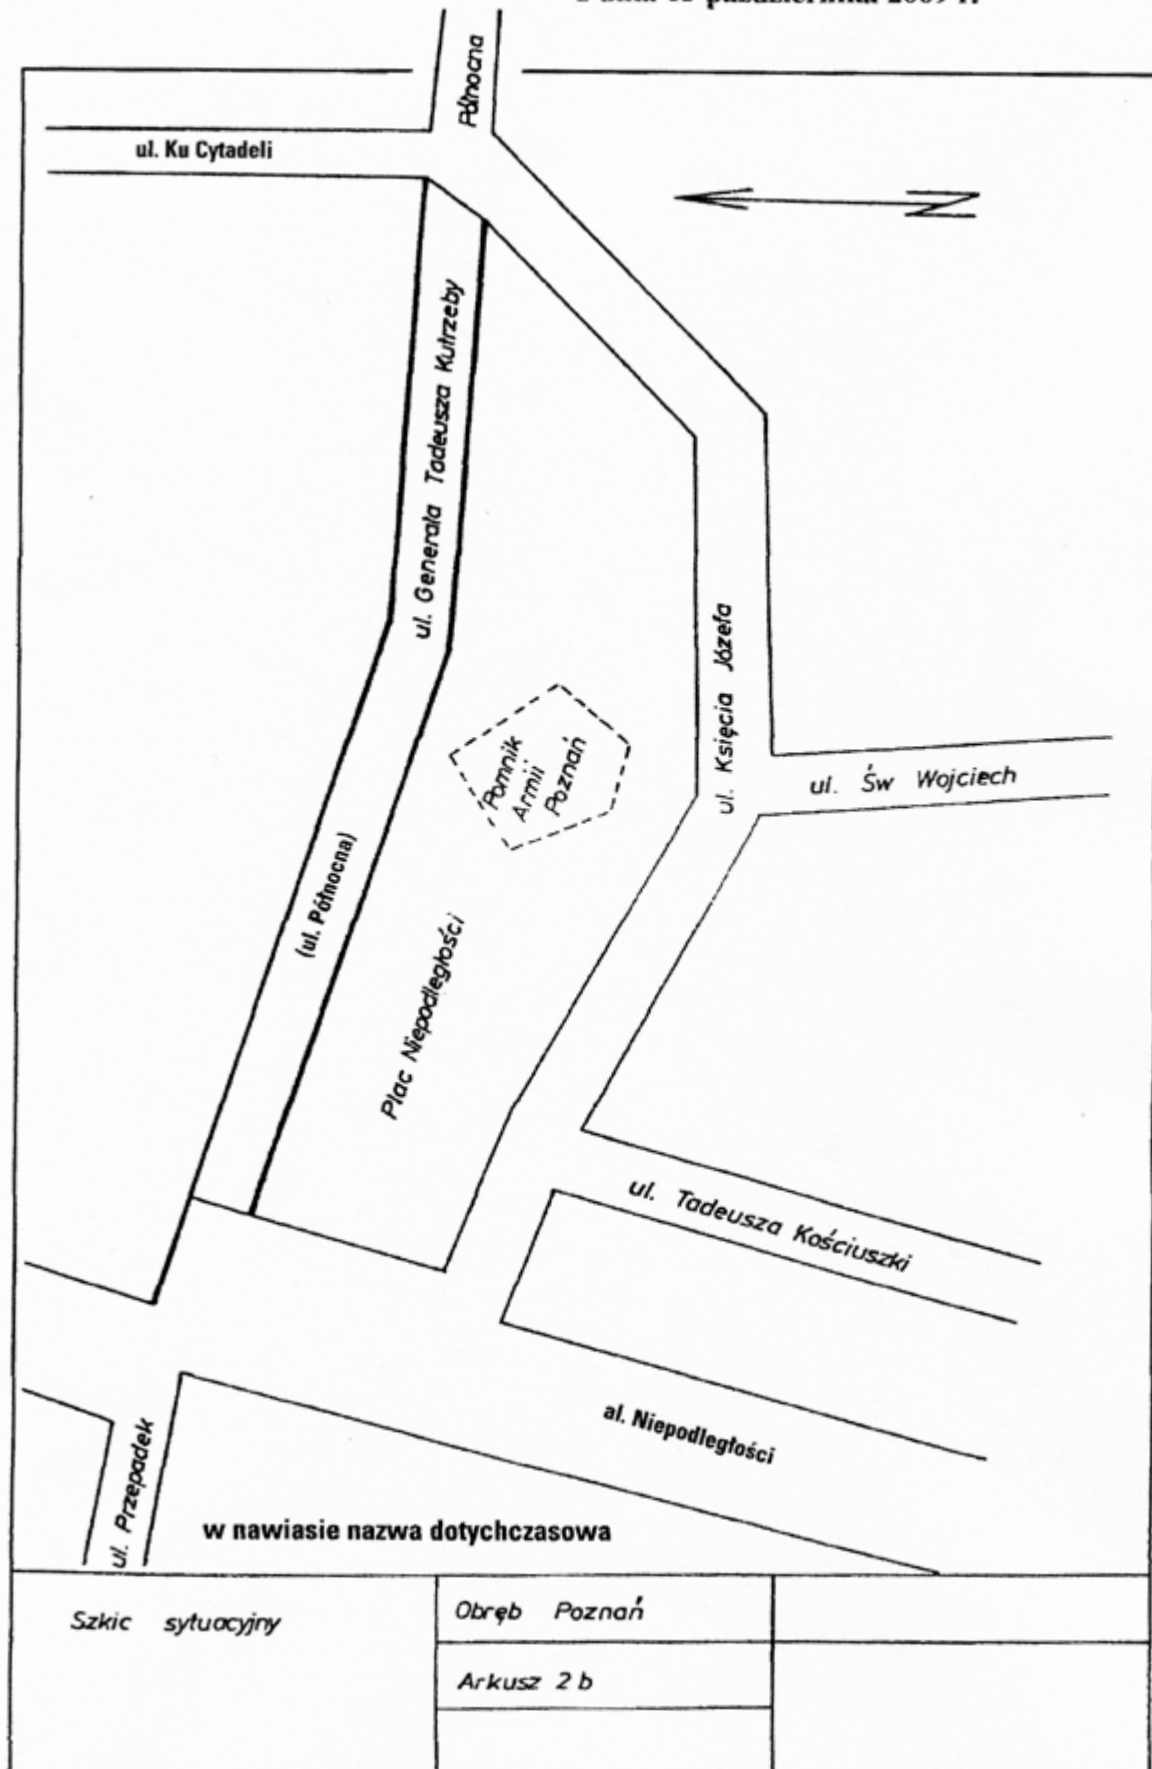 Północna
ul. Ku Cytadeli
N
ul. Generała Tadeusza Kutrzeby
ul. Księcia Józefa
Pomnik
Armii
Poznań
ul. Św Wojciech
(ul. Północna)
Plac Niepodległości
ul. Tadeusza Kościuszki
al. Niepodległości
ul. Przepadek
w nawiasie nazwa dotychczasowa
Szkic sytuacyjny
Obręb Poznań
Arkusz 2 b